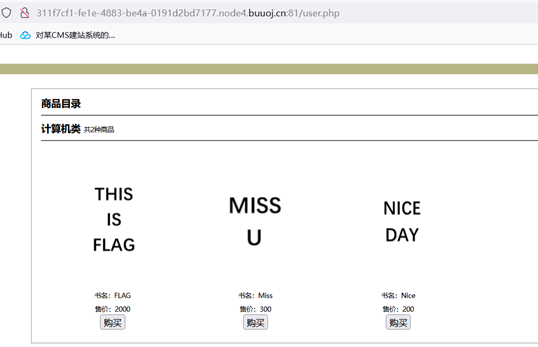 311f7cf1-fe1e-4883-be4a-0191d2bd7177.node4.buuoj.cn:81/user.php
Hub 对某CMS建站系统的...
商品目录
计算机类 共2种商品
THIS
IS
FLAG
MISS
U
NICE
DAY
书名：FLAG 书名：Miss 书名：Nice
售价：2000 售价：300 售价：200
购买 购买 购买